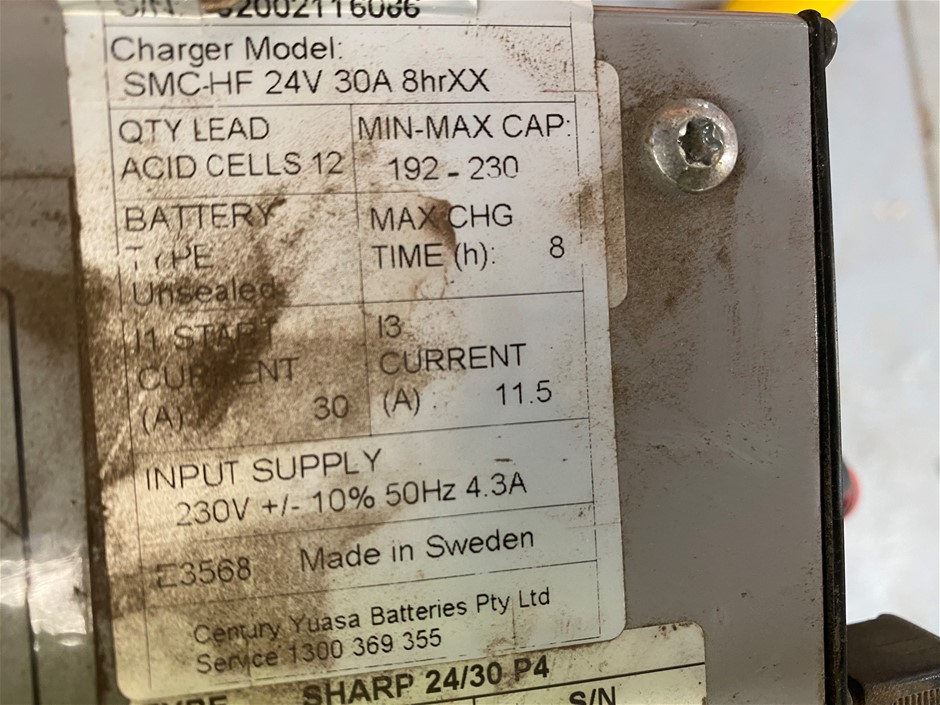 S/N:
Charger Model:
SMC-HF 24V 30A 8hrXX
QTY LEAD
ACID CELLS 12
MIN-MAX CAP:
192 - 230
BATTERY
TYPE
Unsealed
MAX CHG
TIME (h): 8
I1 START
CURRENT
(A): 30
I3
CURRENT
(A) : 11.5
INPUT SUPPLY
230V +/- 10% 50Hz 4.3A
E3568 Made in Sweden
Century Yuasa Batteries Pty Ltd
Service 1300 369 355
TYPE SHARP 24/30 P4
S/N